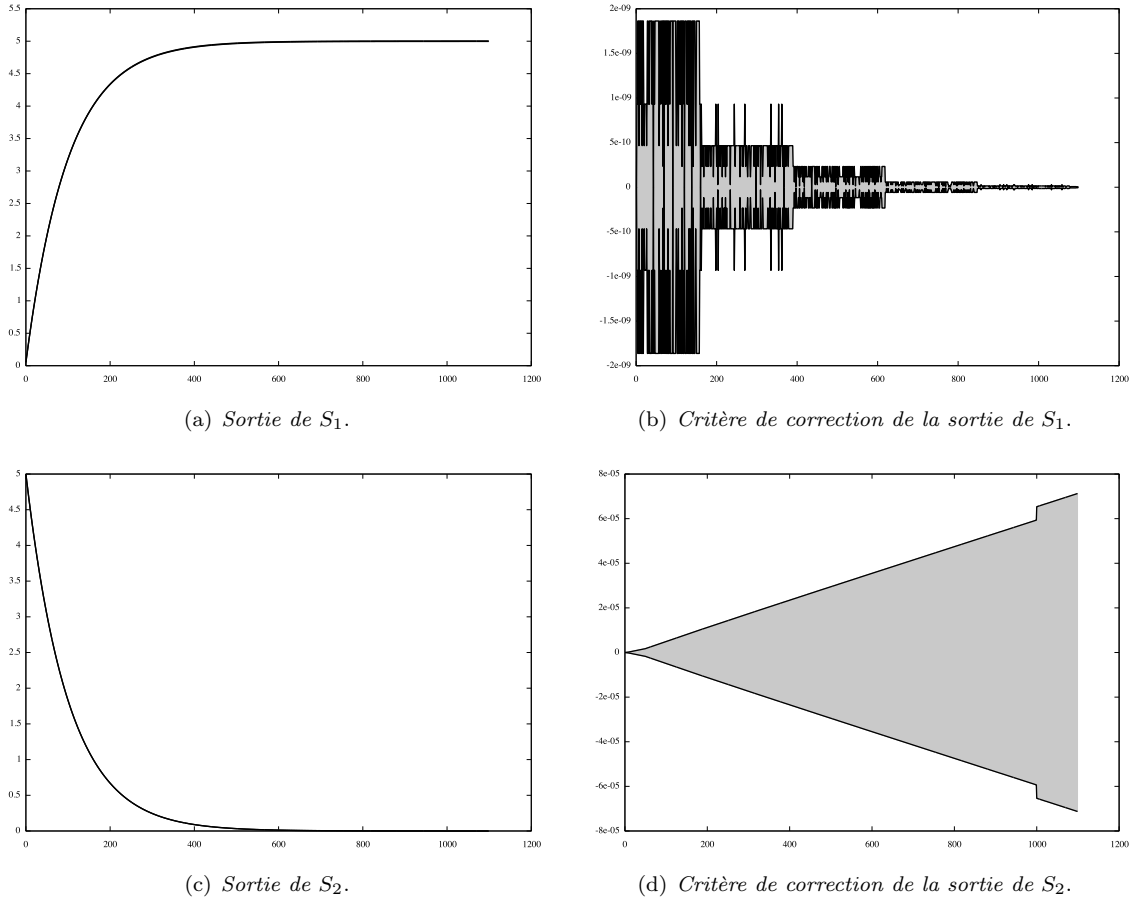 5.5
5
4.5
4
3.5
3
2.5
2
1.5
1
0.5
0
0 200 400 600 800 1000 1200
(a) Sortie de S₁.
2e-09
1.5e-09
1e-09
5e-10
0
-5e-10
-1e-09
-1.5e-09
-2e-09
0 200 400 600 800 1000 1200
(b) Critère de correction de la sortie de S₁.
5
4.5
4
3.5
3
2.5
2
1.5
1
0.5
0
0 200 400 600 800 1000 1200
(c) Sortie de S₂.
8e-05
6e-05
4e-05
2e-05
0
-2e-05
-4e-05
-6e-05
-8e-05
0 200 400 600 800 1000 1200
(d) Critère de correction de la sortie de S₂.